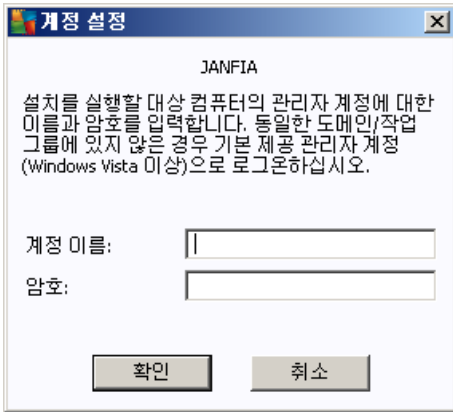 계정 설정
JANFIA
설치를 실행할 대상 컴퓨터의 관리자 계정에 대한
이름과 암호를 입력합니다. 동일한 도메인/작업
그룹에 있지 않은 경우 기본 제공 관리자 계정
(Windows Vista 이상)으로 로그온하십시오.
계정 이름:
암호:
확인 취소